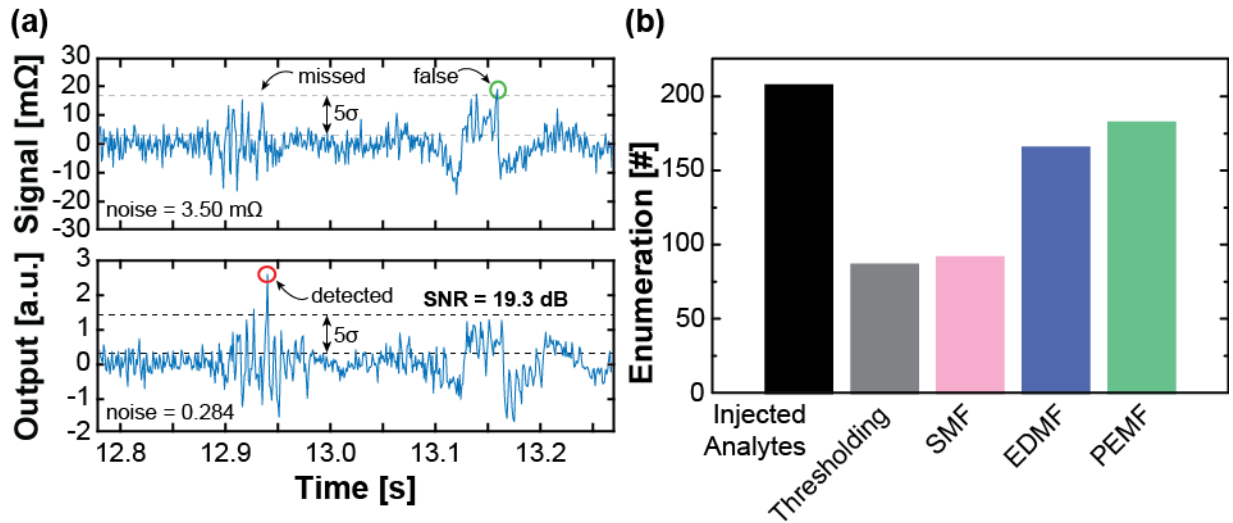 (a)
Signal [mΩ]
30
20
10
0
-10
-20
-30
missed
false
5σ
noise = 3.50 mΩ
Output [a.u.]
3
2
1
0
-1
-2
detected
SNR = 19.3 dB
5σ
noise = 0.284
12.8
12.9
13.0
13.1
13.2
Time [s]
(b)
Enumeration [#]
200
150
100
50
0
Injected
Analytes
Thresholding
SMF
EDMF
PEMF